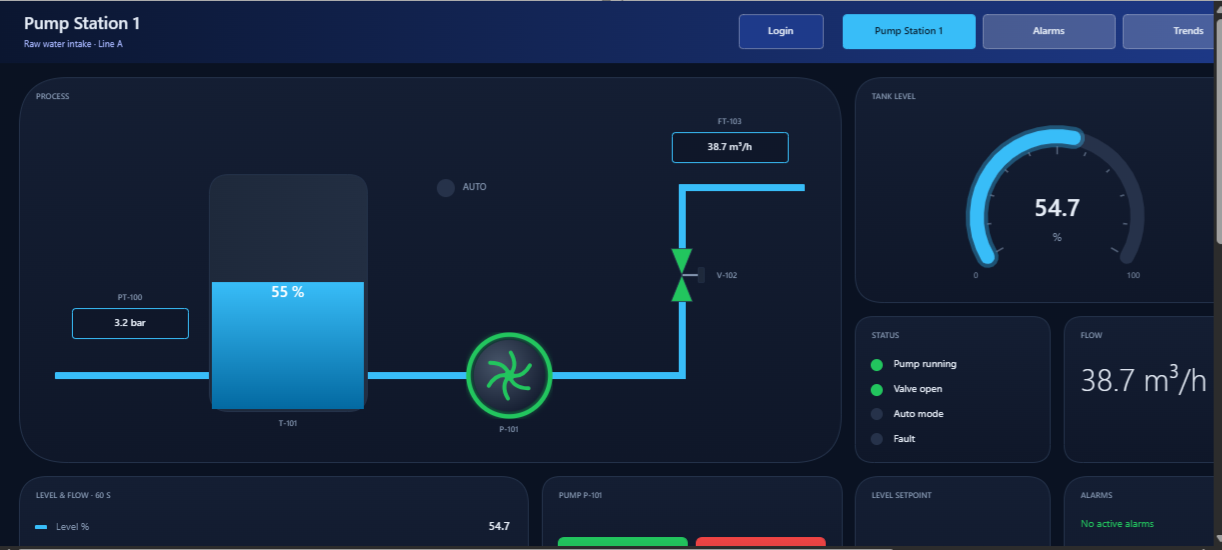 Pump Station 1
Raw water intake · Line A
Login
Pump Station 1
Alarms
Trends
PROCESS
FT-103
38.7 m³/h
AUTO
V-102
PT-100
3.2 bar
55 %
T-101
P-101
TANK LEVEL
54.7
%
0
100
STATUS
Pump running
Valve open
Auto mode
Fault
FLOW
38.7 m³/h
LEVEL & FLOW · 60 S
Level %
54.7
PUMP P-101
LEVEL SETPOINT
ALARMS
No active alarms